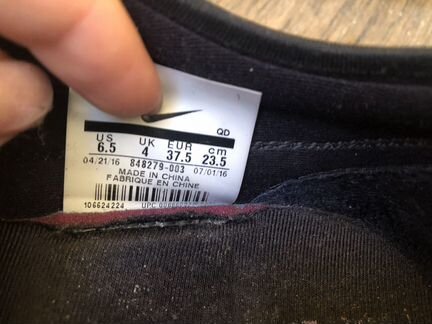 QD
US UK EUR cm
6.5 4 37.5 23.5
04/21/16 848279-003 07/01/16
MADE IN CHINA
FABRIQUE EN CHINE
106624224 UPC